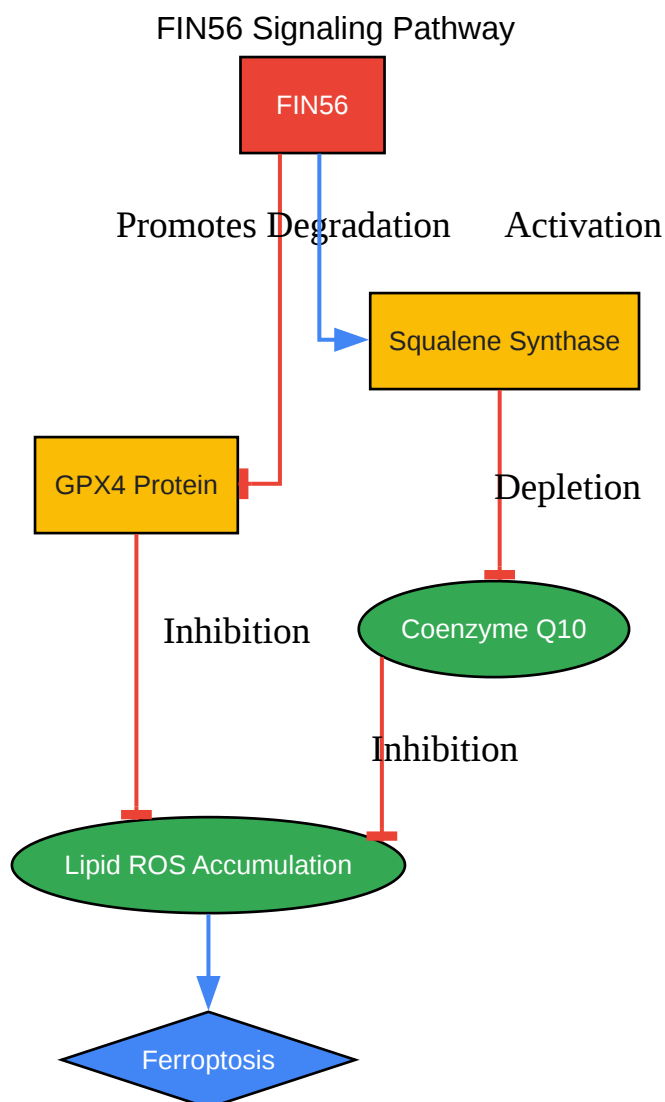 FIN56 Signaling Pathway
FIN56
Promotes Degradation
Activation
Squalene Synthase
GPX4 Protein
Depletion
Inhibition
Coenzyme Q10
Inhibition
Lipid ROS Accumulation
Ferroptosis